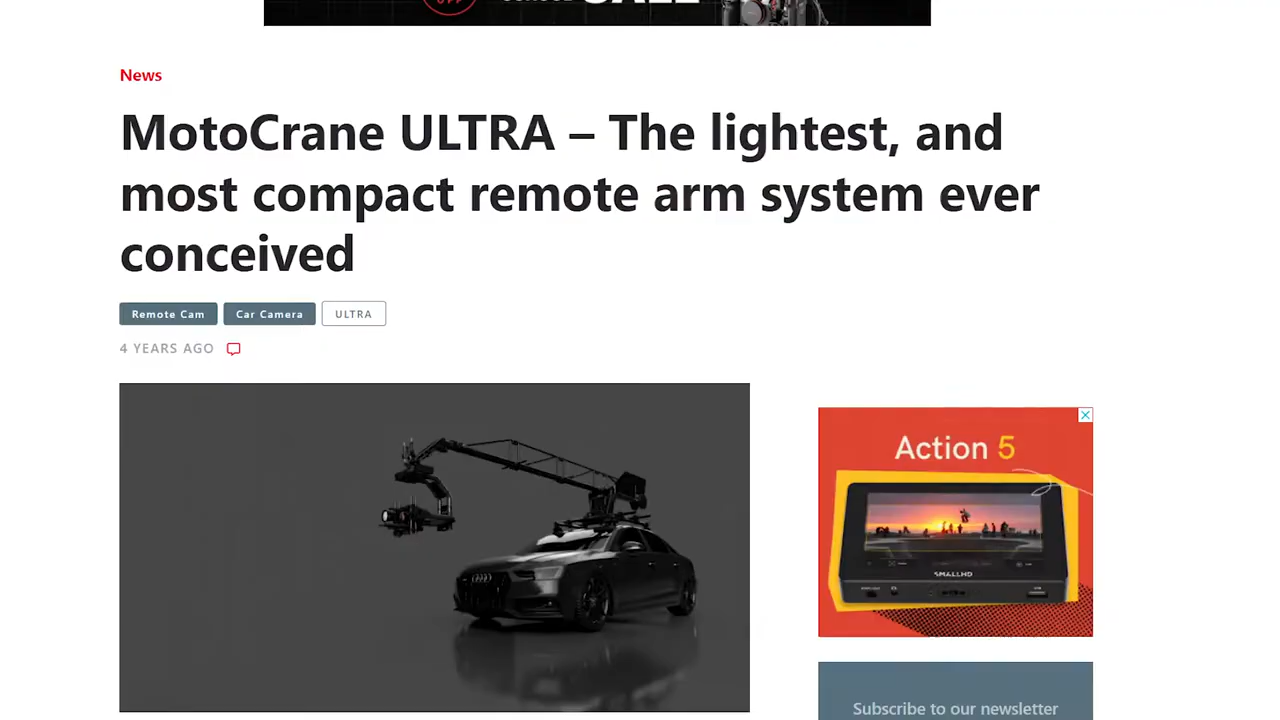 News
MotoCrane ULTRA – The lightest, and
most compact remote arm system ever
conceived
Remote Cam Car Camera ULTRA
4 YEARS AGO
Action 5
SMALLHD
Subscribe to our newsletter